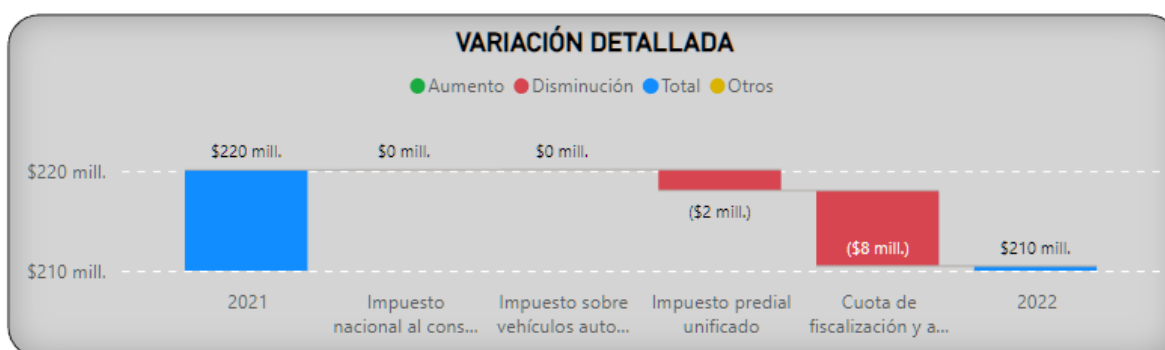 VARIACIÓN DETALLADA
Aumento Disminución Total Otros
$220 mill. $0 mill. $0 mill.
$220 mill.
($2 mill.)
($8 mill.) $210 mill.
$210 mill.
2021 Impuesto Impuesto sobre Impuesto predial Cuota de 2022
nacional al cons... vehículos auto... unificado fiscalización y a...